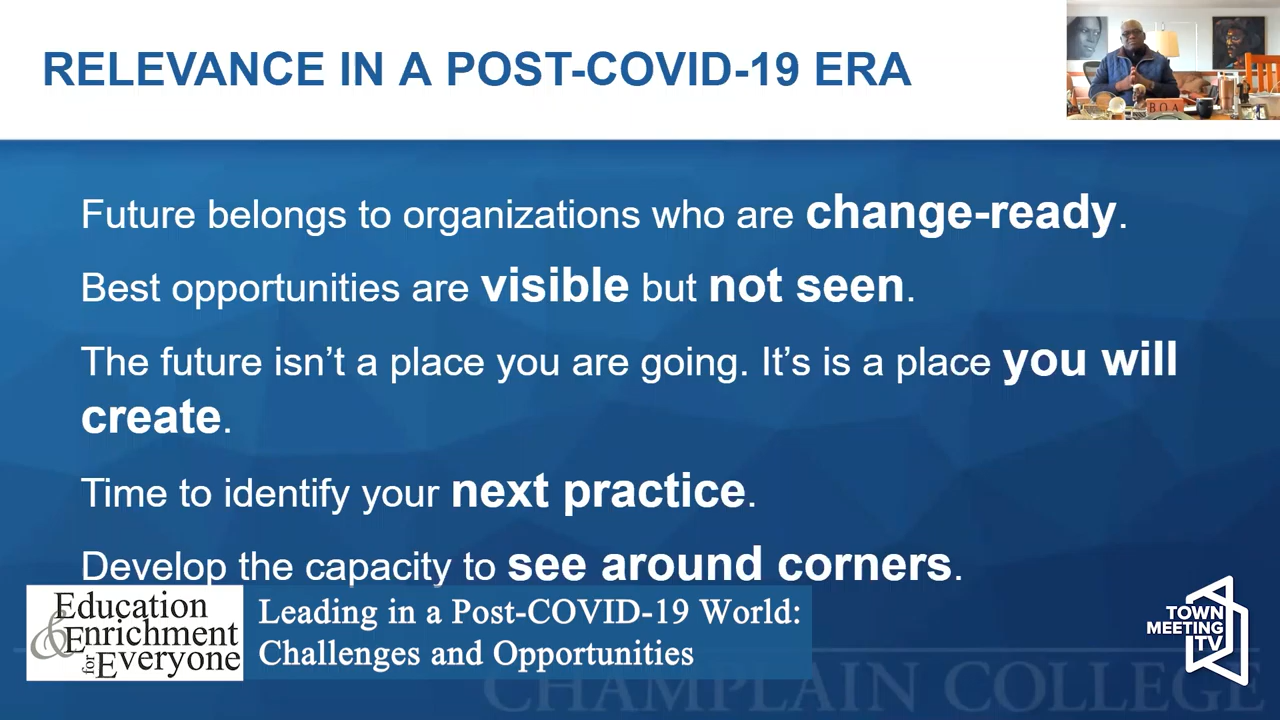 RELEVANCE IN A POST-COVID-19 ERA
B.O.A
Future belongs to organizations who are change-ready.
Best opportunities are visible but not seen.
The future isn’t a place you are going. It’s is a place you will
create.
Time to identify your next practice.
Develop the capacity to see around corners.
Education
& Enrichment
for Everyone
Leading in a Post-COVID-19 World:
Challenges and Opportunities
TOWN
MEETING
TV
CHAMPLAIN COLLEGE